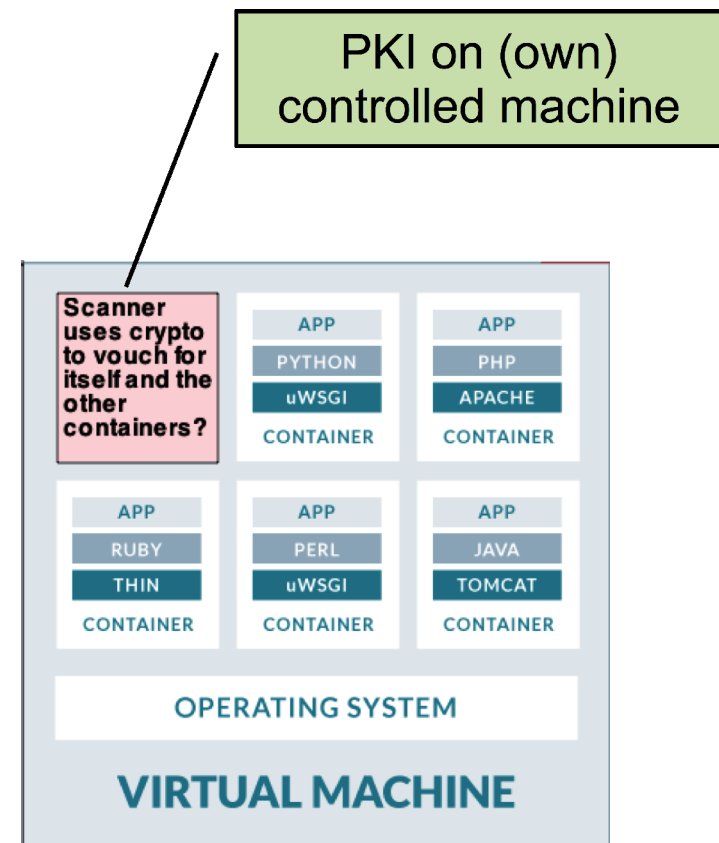 PKI on (own)
controlled machine
Scanner
uses crypto
to vouch for
itself and the
other
containers?
APP
PYTHON
uWSGI
CONTAINER
APP
PHP
APACHE
CONTAINER
APP
RUBY
THIN
CONTAINER
APP
PERL
uWSGI
CONTAINER
APP
JAVA
TOMCAT
CONTAINER
OPERATING SYSTEM
VIRTUAL MACHINE